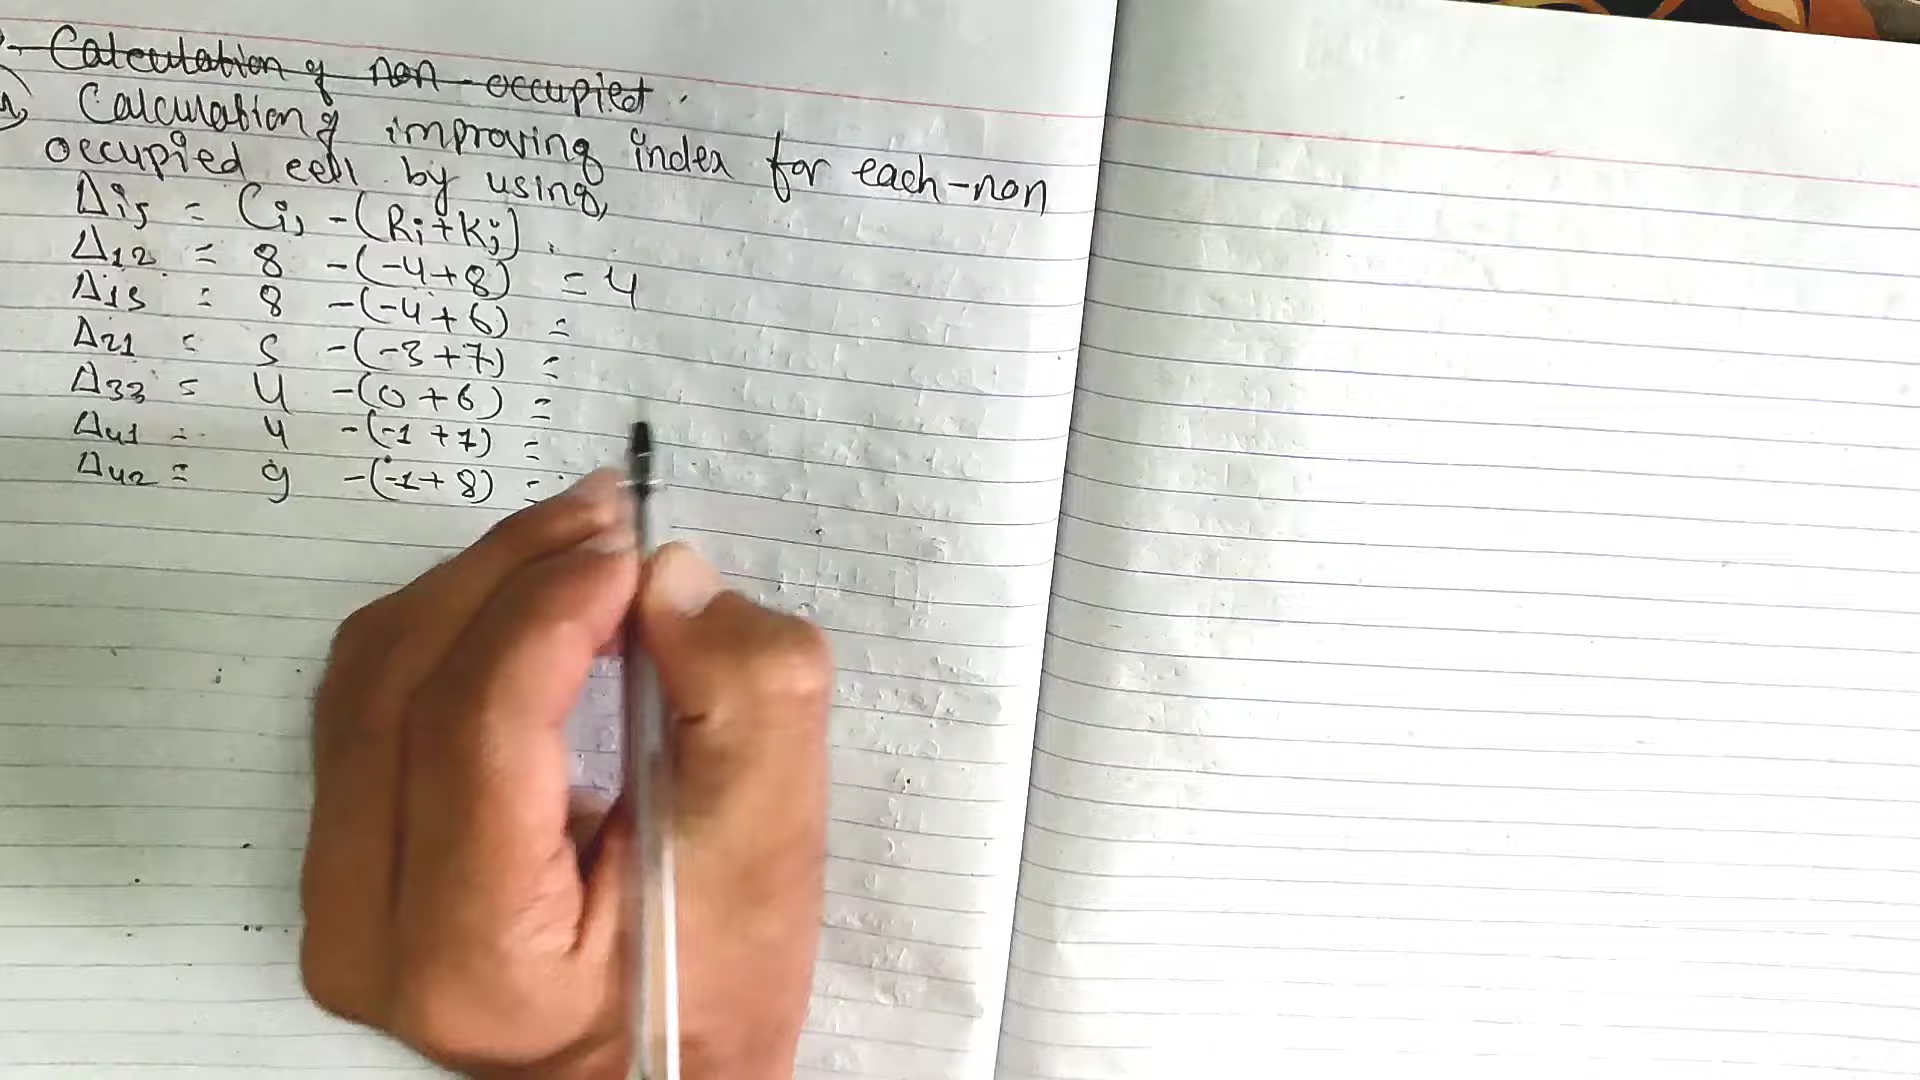 Calculation of non-occupied.
Calculation of improving index for each-non
occupied cell by using,
Δij = Cij -(Ri+Kj).
Δ12 = 8 -(-4+8) = 4
Δ13 = 8 -(-4+6) =
Δ21 = 5 -(-3+7) =
Δ33 = 4 -(0+6) =
Δ41 = 4 -(-1+7) =
Δ42 = 9 -(-1+8) =